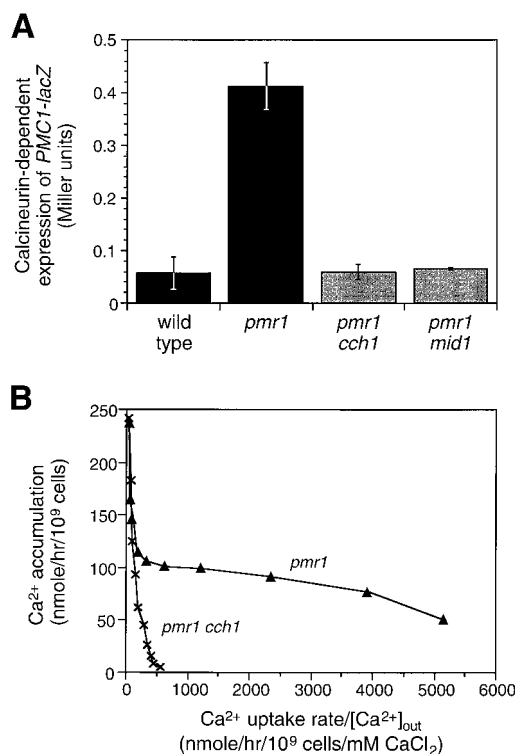 A
Calcineurin-dependent
expression of PMC1-lacZ
(Miller units)
0.5
0.4
0.3
0.2
0.1
0
wild
type
pmr1
pmr1
cch1
pmr1
mid1
B
Ca²⁺ accumulation
(nmole/hr/10⁹ cells)
250
200
150
100
50
0
pmr1
pmr1 cch1
0 1000 2000 3000 4000 5000 6000
Ca²⁺ uptake rate/[Ca²⁺]out
(nmole/hr/10⁹ cells/mM CaCl₂)